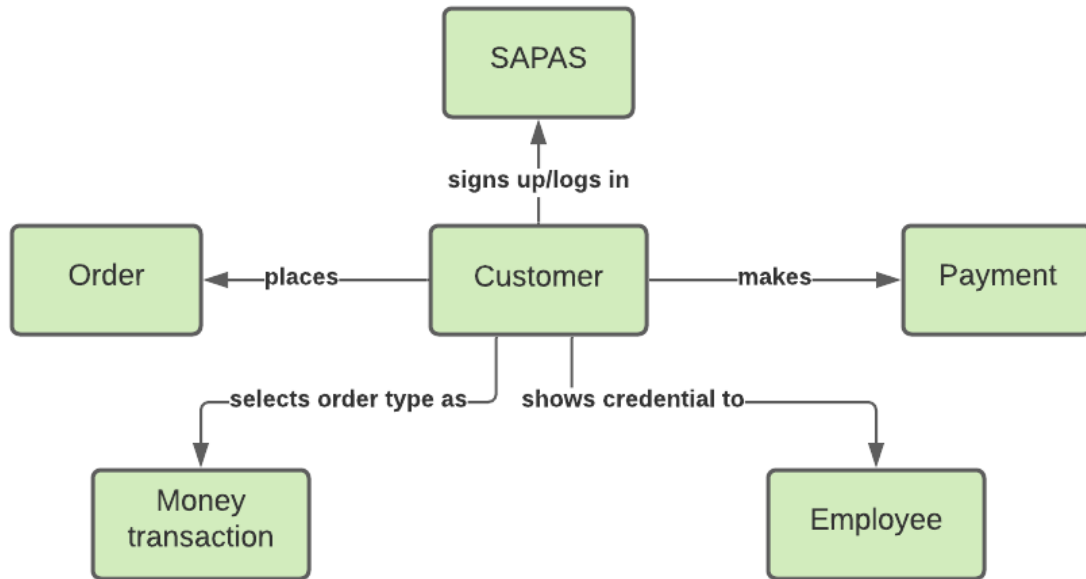 SAPAS
signs up/logs in
Order
places
Customer
makes
Payment
selects order type as
shows credential to
Money
transaction
Employee